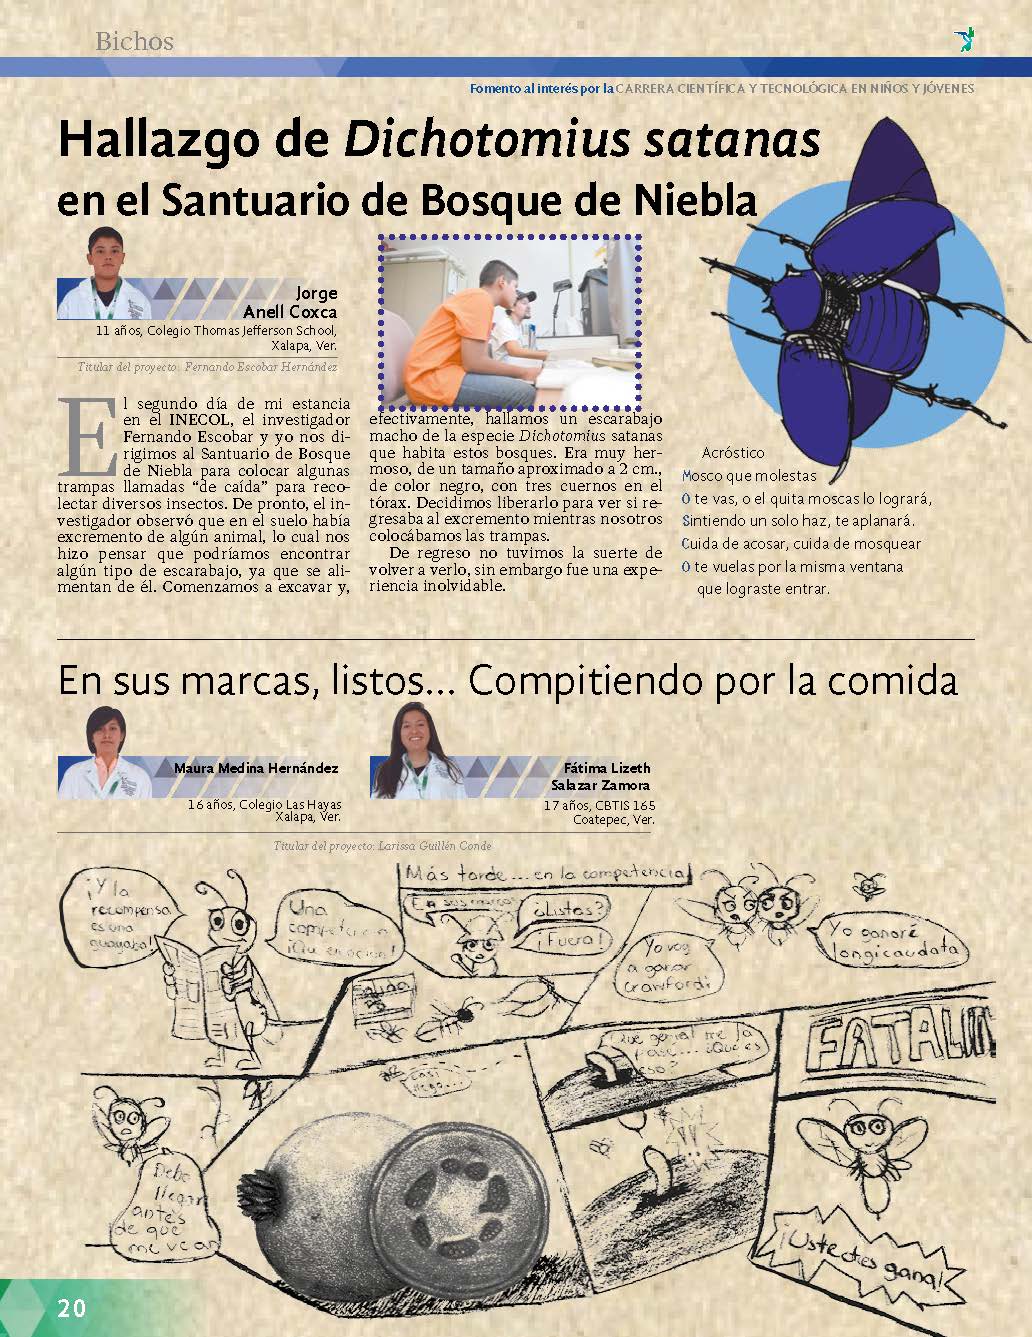 Bichos
Fomento al interés por la CARRERA CIENTÍFICA Y TECNOLÓGICA EN NIÑOS Y JÓVENES
Hallazgo de Dichotomius satanas
en el Santuario de Bosque de Niebla
Jorge
Anell Coxca
11 años, Colegio Thomas Jefferson School,
Xalapa, Ver.
Titular del proyecto: Fernando Escobar Hernández
El segundo día de mi estancia
en el INECOL, el investigador
Fernando Escobar y yo nos di-
rigimos al Santuario de Bosque
de Niebla para colocar algunas
trampas llamadas “de caída” para reco-
lectar diversos insectos. De pronto, el in-
vestigador observó que en el suelo había
excremento de algún animal, lo cual nos
hizo pensar que podríamos encontrar
algún tipo de escarabajo, ya que se ali-
mentan de él. Comenzamos a excavar y,
efectivamente, hallamos un escarabajo
macho de la especie Dichotomius satanas
que habita estos bosques. Era muy her-
moso, de un tamaño aproximado a 2 cm.,
de color negro, con tres cuernos en el
tórax. Decidimos liberarlo para ver si re-
gresaba al excremento mientras nosotros
colocábamos las trampas.
De regreso no tuvimos la suerte de
volver a verlo, sin embargo fue una expe-
riencia inolvidable.
Acróstico
Mosco que molestas
O te vas, o el quita moscas lo logrará,
Sintiendo un solo haz, te aplanará.
Cuida de acosar, cuida de mosquear
O te vuelas por la misma ventana
que lograste entrar.
En sus marcas, listos... Compitiendo por la comida
Maura Medina Hernández
16 años, Colegio Las Hayas
Xalapa, Ver.
Fátima Lizeth
Salazar Zamora
17 años, CBTIS 165
Coatepec, Ver.
Titular del proyecto: Larissa Guillén Conde
¡Y la
recompensa
es una
guayaba!
Una
competencia
¡Qué emoción!
Más tarde... en la competencia
En sus marcas
¿Listos?
¡Fuera!
Yo voy
a ganar
crawfordi
Yo ganaré
longicaudata
Que genial me la
pase... ¿Qué es
eso?
FATALITY
Casi
llego...
Debo
llegar
antes
de que
me vean
¡Ustedes gana!
20